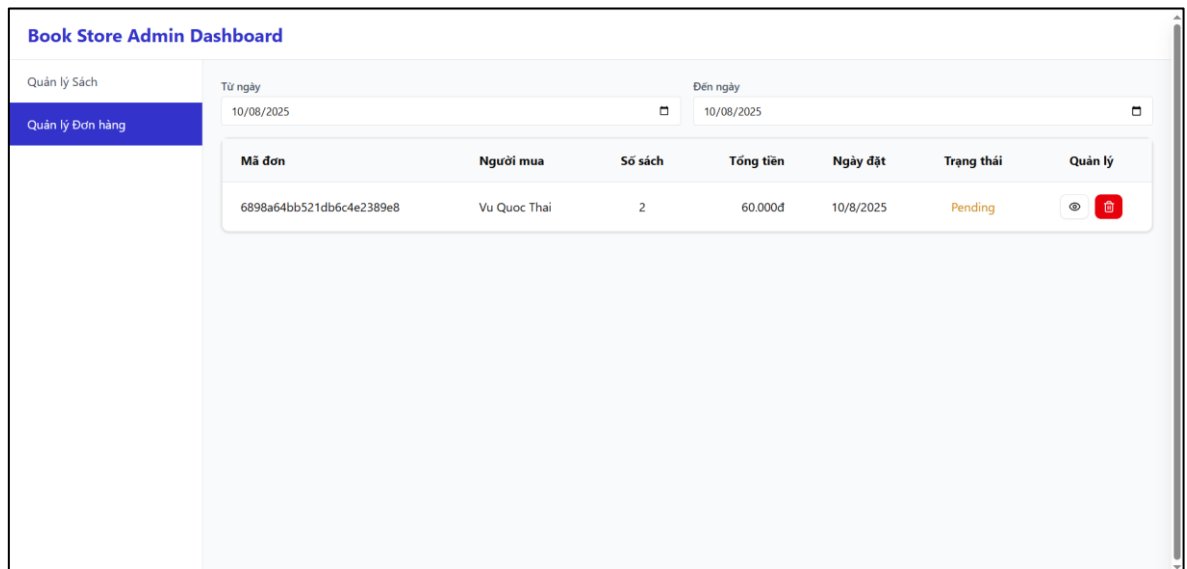 Book Store Admin Dashboard
Quản lý Sách
Quản lý Đơn hàng
Từ ngày Đến ngày
10/08/2025 10/08/2025
Mã đơn Người mua Số sách Tổng tiền Ngày đặt Trạng thái Quản lý
6898a64bb521db6c4e2389e8 Vu Quoc Thai 2 60.000đ 10/8/2025 Pending